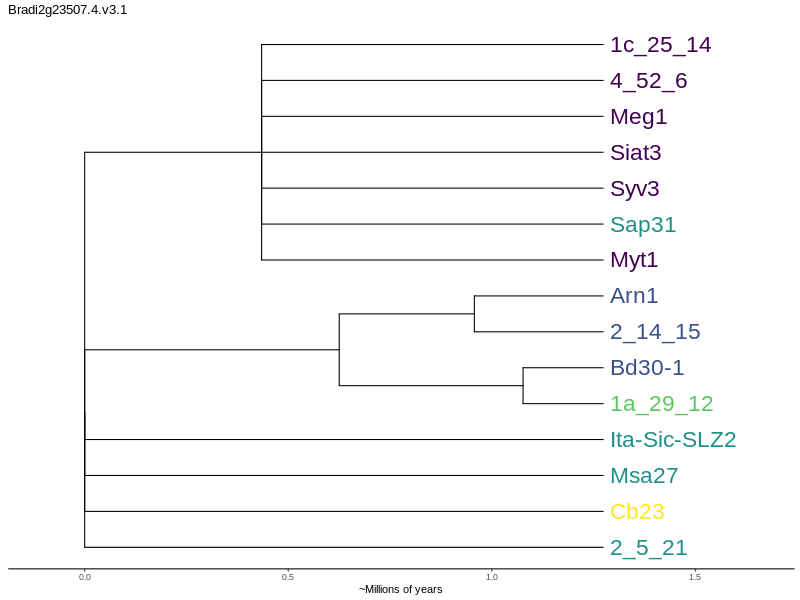 Bradi2g23507.4.v3.1
1c_25_14
4_52_6
Meg1
Siat3
Syv3
Sap31
Myt1
Arn1
2_14_15
Bd30-1
1a_29_12
Ita-Sic-SLZ2
Msa27
Cb23
2_5_21
0.0 0.5 1.0 1.5
~Millions of years